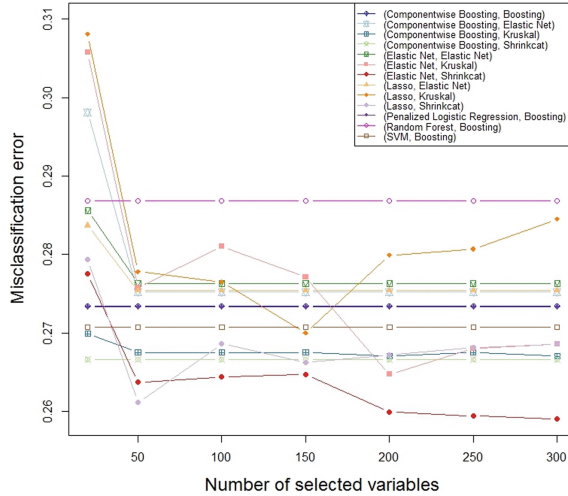 Misclassification error
0.31
0.30
0.29
0.28
0.27
0.26
(Componentwise Boosting, Boosting)
(Componentwise Boosting, Elastic Net)
(Componentwise Boosting, Kruskal)
(Componentwise Boosting, Shrinkcat)
(Elastic Net, Elastic Net)
(Elastic Net, Kruskal)
(Elastic Net, Shrinkcat)
(Lasso, Elastic Net)
(Lasso, Kruskal)
(Lasso, Shrinkcat)
(Penalized Logistic Regression, Boosting)
(Random Forest, Boosting)
(SVM, Boosting)
50 100 150 200 250 300
Number of selected variables